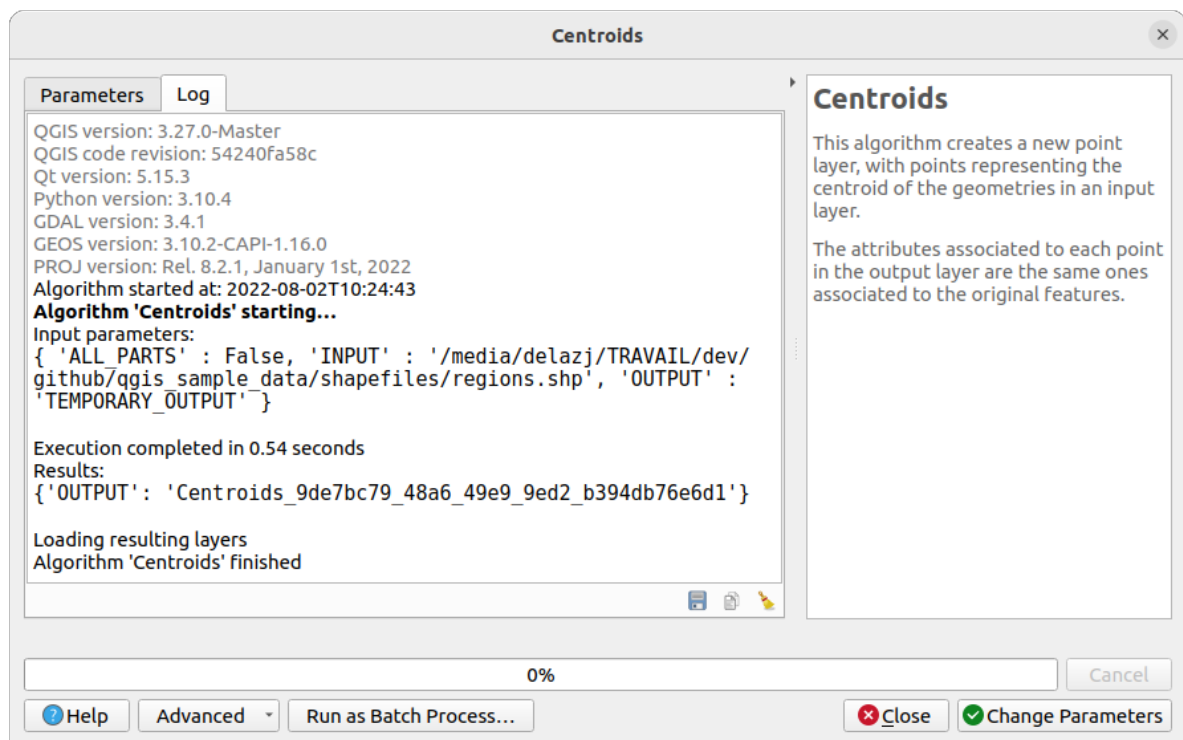 Centroids
Parameters
Log
QGIS version: 3.27.0-Master
QGIS code revision: 54240fa58c
Qt version: 5.15.3
Python version: 3.10.4
GDAL version: 3.4.1
GEOS version: 3.10.2-CAPI-1.16.0
PROJ version: Rel. 8.2.1, January 1st, 2022
Algorithm started at: 2022-08-02T10:24:43
Algorithm 'Centroids' starting…
Input parameters:
{ 'ALL_PARTS' : False, 'INPUT' : '/media/delazj/TRAVAIL/dev/
github/qgis_sample_data/shapefiles/regions.shp', 'OUTPUT' :
'TEMPORARY_OUTPUT' }
Execution completed in 0.54 seconds
Results:
{'OUTPUT': 'Centroids_9de7bc79_48a6_49e9_9ed2_b394db76e6d1'}
Loading resulting layers
Algorithm 'Centroids' finished
Centroids
This algorithm creates a new point
layer, with points representing the
centroid of the geometries in an input
layer.
The attributes associated to each point
in the output layer are the same ones
associated to the original features.
0%
Cancel
Help
Advanced
Run as Batch Process…
Close
Change Parameters